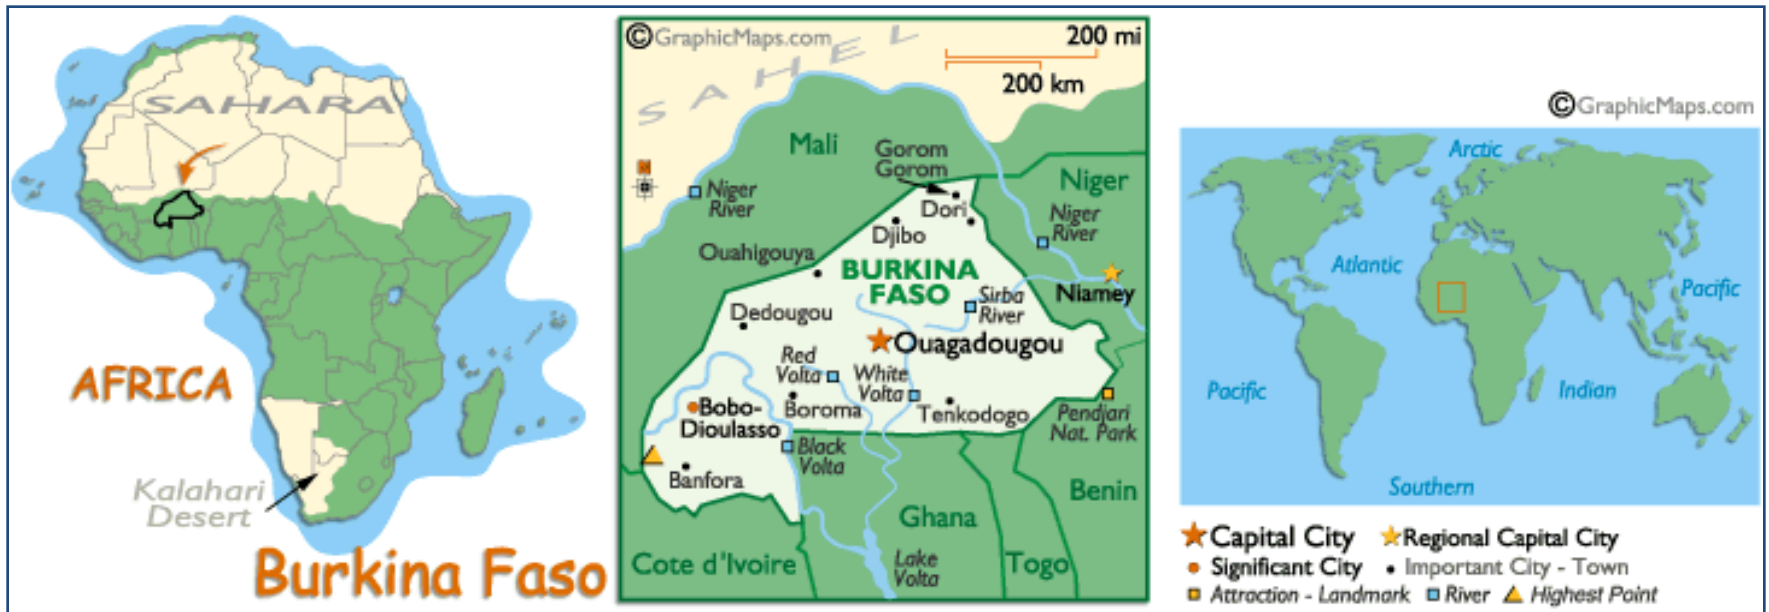 SAHARA
AFRICA
Kalahari
Desert
Burkina Faso
©GraphicMaps.com
200 mi
200 km
SAHEL
Mali
Gorom
Gorom
Niger
N
Niger
River
Dori
Niger
River
Djibo
Ouahigouya
BURKINA
FASO
Sirba
River
Niamey
Dedougou
Ouagadougou
Red
Volta
White
Volta
Bobo-
Dioulasso
Boroma
Tenkodogo
Pendjari
Nat. Park
Black
Volta
Banfora
Benin
Ghana
Cote d'Ivoire
Lake
Volta
Togo
©GraphicMaps.com
Arctic
Atlantic
Pacific
Pacific
Indian
Southern
Capital City
Regional Capital City
Significant City
Important City - Town
Attraction - Landmark
River
Highest Point